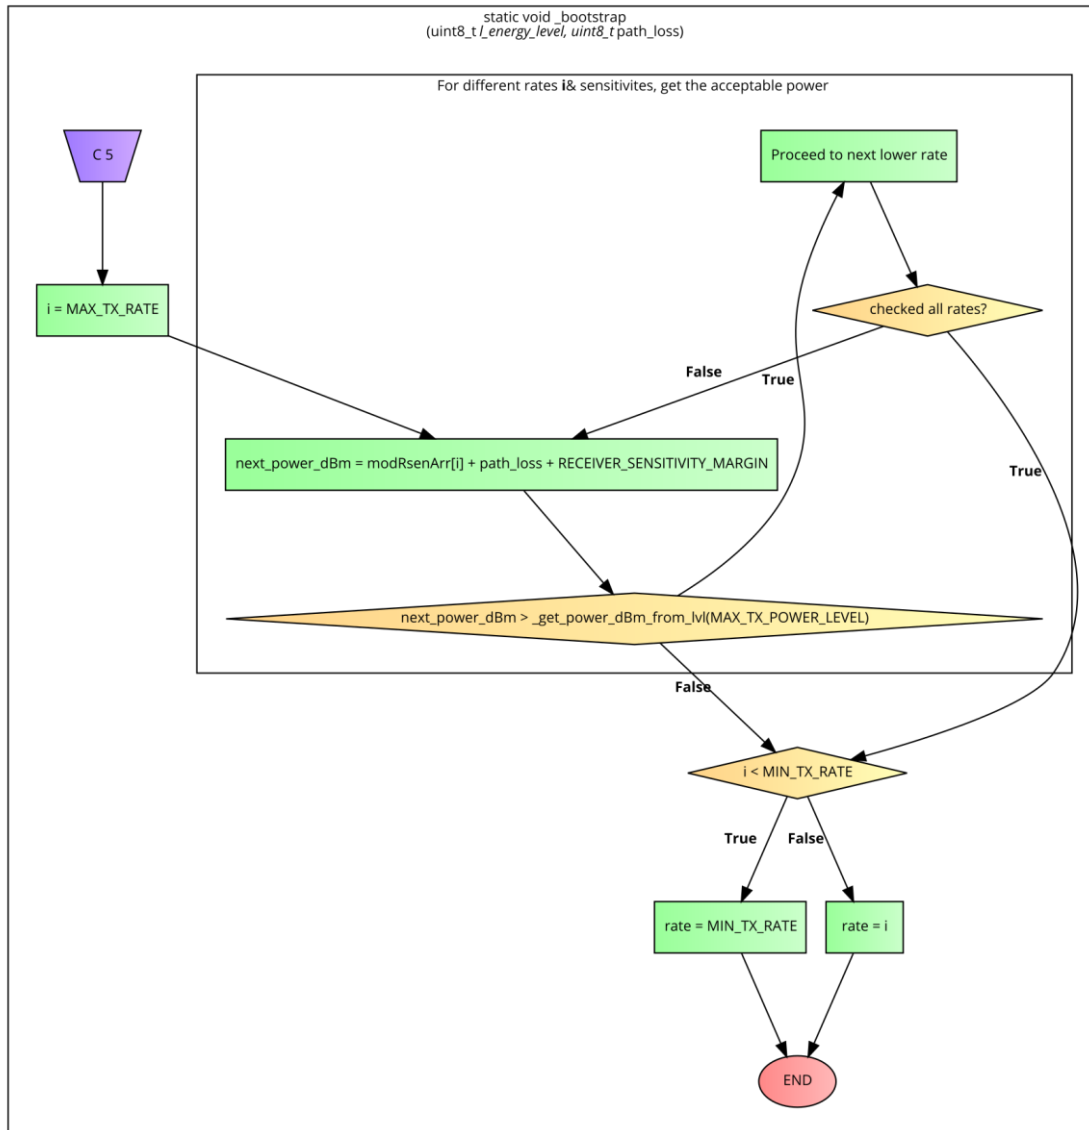 static void _bootstrap
(uint8_t l_energy_level, uint8_t path_loss)
For different rates i& sensitivites, get the acceptable power
C 5
Proceed to next lower rate
i = MAX_TX_RATE
checked all rates?
False
True
next_power_dBm = modRsenArr[i] + path_loss + RECEIVER_SENSITIVITY_MARGIN
True
next_power_dBm > _get_power_dBm_from_lvl(MAX_TX_POWER_LEVEL)
False
i < MIN_TX_RATE
True
False
rate = MIN_TX_RATE
rate = i
END